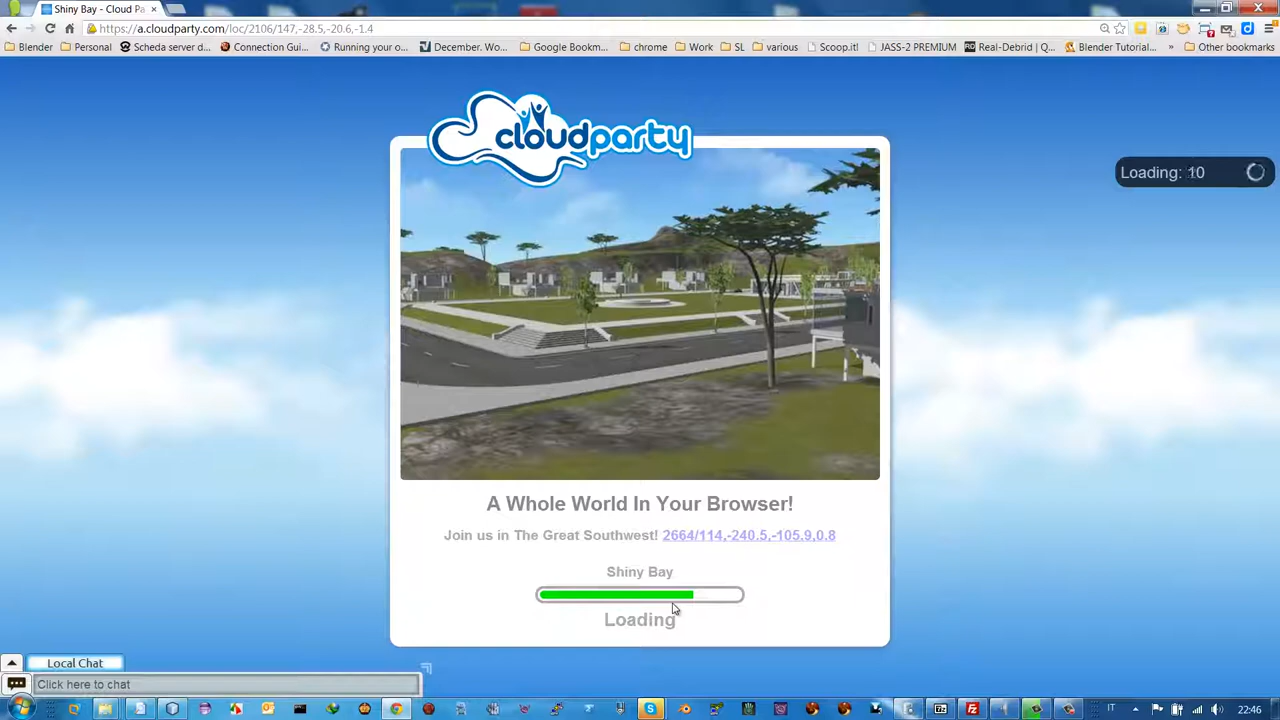 Shiny Bay - Cloud Pa
https://a.cloudparty.com/loc/2106/147,-28.5,-20.6,-1.4
Blender
Personal
Scheda server d...
Connection Gui...
Running your o...
December. Wo...
Google Bookm...
chrome
Work
SL
various
Scoop.it!
JASS-2 PREMIUM
RD Real-Debrid | Q...
Blender Tutorial...
Other bookmarks
cloudparty
Loading: 10
A Whole World In Your Browser!
Join us in The Great Southwest! 2664/114,-240.5,-105.9,0.8
Shiny Bay
Loading
Local Chat
Click here to chat
IT
22:46